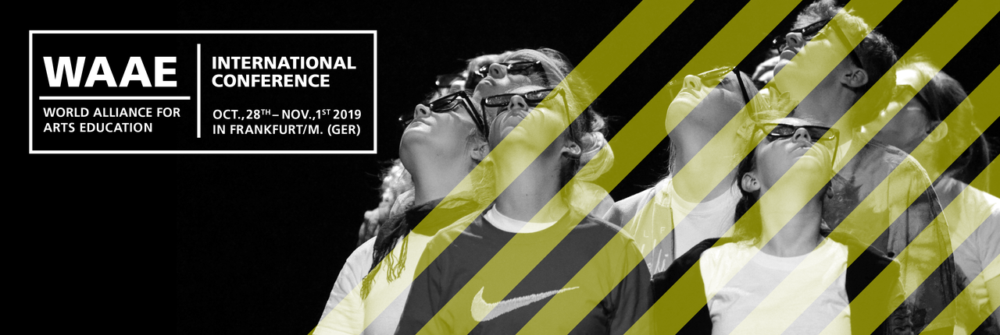 WAAE
WORLD ALLIANCE FOR
ARTS EDUCATION
INTERNATIONAL
CONFERENCE
OCT., 28TH – NOV.,1ST 2019
IN FRANKFURT/M. (GER)